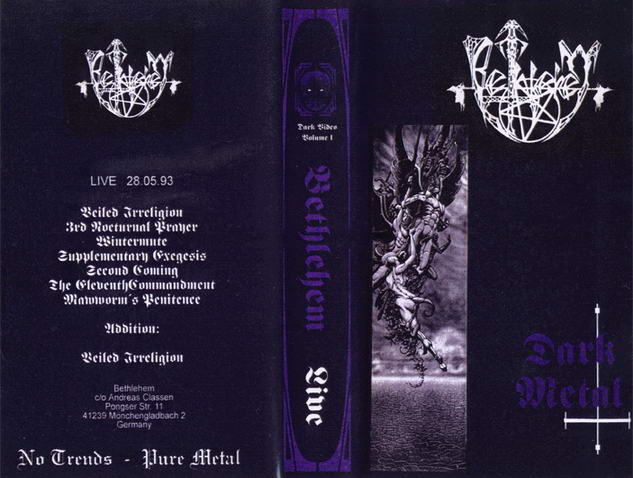 Bethlehem
LIVE 28.05.93
Veiled Irreligion
3rd Nocturnal Prayer
Wintermute
Supplementary Exegesis
Second Coming
The EleventhCommandment
Mawworm´s Penitence
Addition:
Veiled Irreligion
Bethlehem
c/o Andreas Classen
Pongser Str. 11
41239 Mönchengladbach 2
Germany
No Trends - Pure Metal
Dark Video
Volume 1
Bethlehem
Live
Bethlehem
Dark
Metal